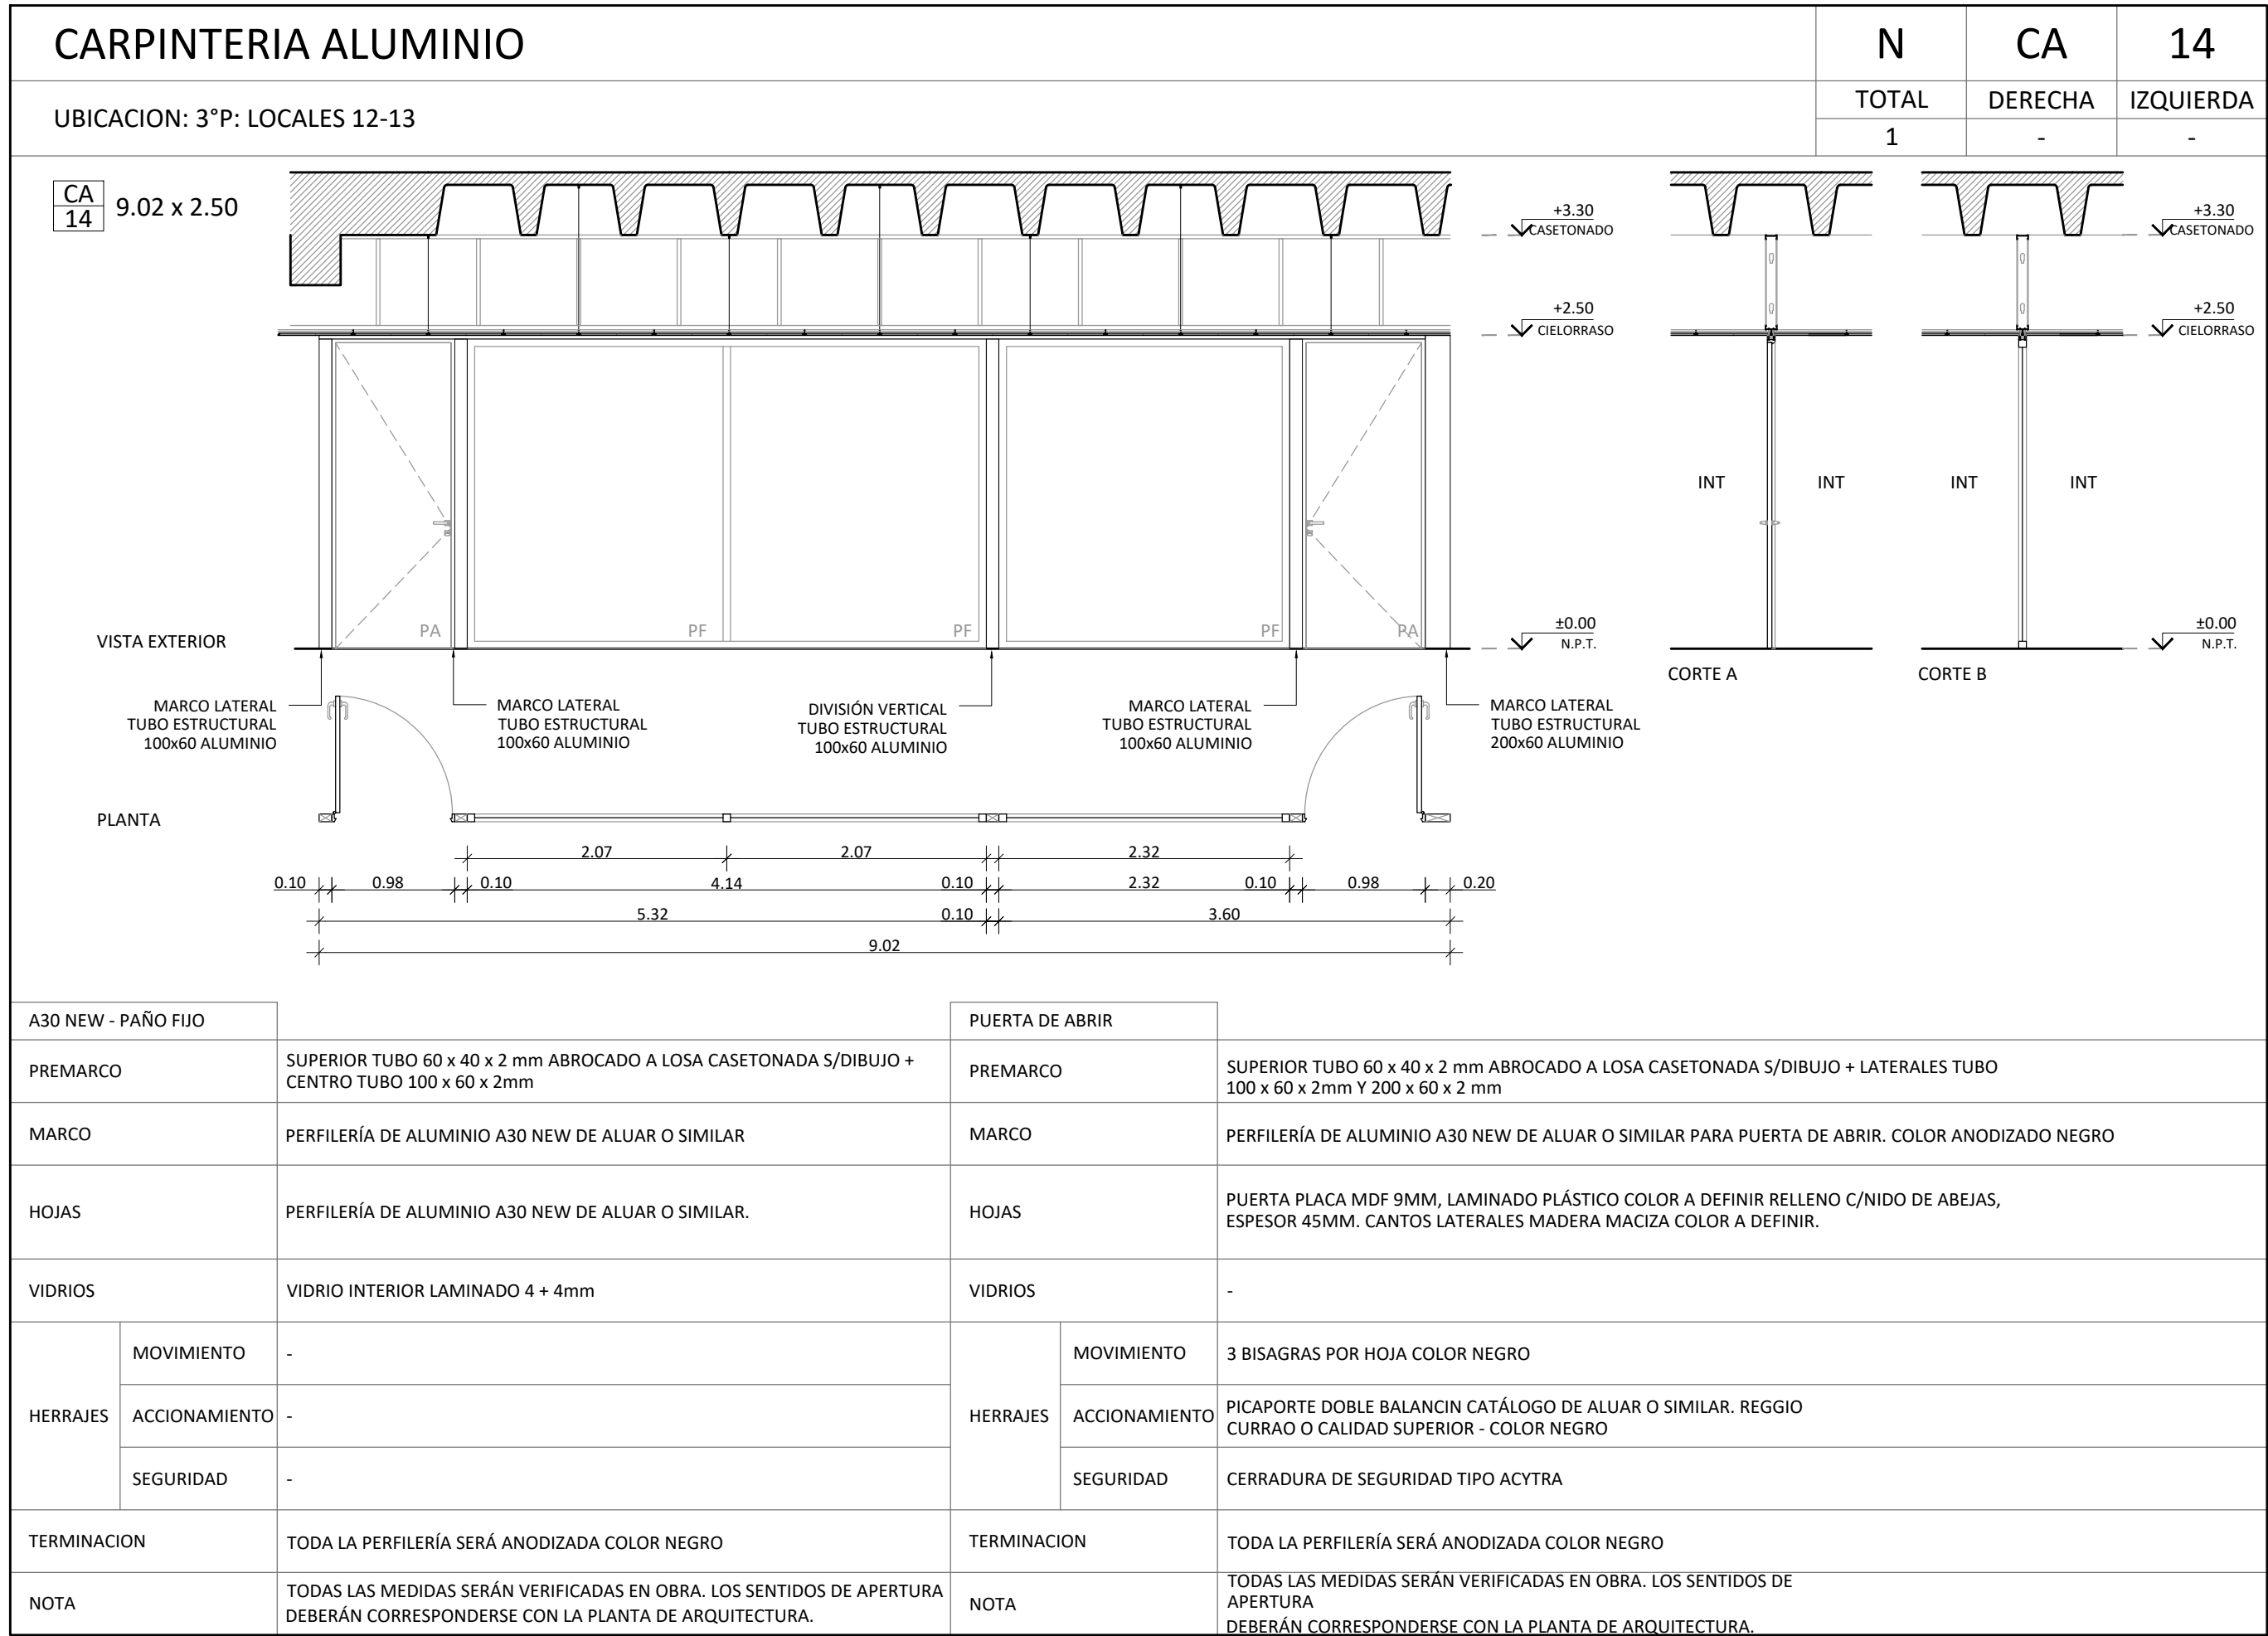 CARPINTERIA ALUMINIO
N CA 14
UBICACION: 3°P: LOCALES 12-13
TOTAL DERECHA IZQUIERDA
1 - -
CA
14
9.02 x 2.50
+3.30
CASETONADO
+2.50
CIELORRASO
±0.00
N.P.T.
+3.30
CASETONADO
+2.50
CIELORRASO
±0.00
N.P.T.
INT INT INT INT
PA PF PF PF PA
VISTA EXTERIOR
CORTE A
CORTE B
MARCO LATERAL
TUBO ESTRUCTURAL
100x60 ALUMINIO
MARCO LATERAL
TUBO ESTRUCTURAL
100x60 ALUMINIO
DIVISIÓN VERTICAL
TUBO ESTRUCTURAL
100x60 ALUMINIO
MARCO LATERAL
TUBO ESTRUCTURAL
100x60 ALUMINIO
MARCO LATERAL
TUBO ESTRUCTURAL
200x60 ALUMINIO
PLANTA
2.07 2.07 2.32
0.10 0.98 0.10 4.14 0.10 2.32 0.10 0.98 0.20
5.32 0.10 3.60
9.02
A30 NEW - PAÑO FIJO
PREMARCO
SUPERIOR TUBO 60 x 40 x 2 mm ABROCADO A LOSA CASETONADA S/DIBUJO +
CENTRO TUBO 100 x 60 x 2mm
MARCO
PERFILERÍA DE ALUMINIO A30 NEW DE ALUAR O SIMILAR
HOJAS
PERFILERÍA DE ALUMINIO A30 NEW DE ALUAR O SIMILAR.
VIDRIOS
VIDRIO INTERIOR LAMINADO 4 + 4mm
HERRAJES
MOVIMIENTO -
ACCIONAMIENTO -
SEGURIDAD -
TERMINACION
TODA LA PERFILERÍA SERÁ ANODIZADA COLOR NEGRO
NOTA
TODAS LAS MEDIDAS SERÁN VERIFICADAS EN OBRA. LOS SENTIDOS DE APERTURA
DEBERÁN CORRESPONDERSE CON LA PLANTA DE ARQUITECTURA.
PUERTA DE ABRIR
PREMARCO
SUPERIOR TUBO 60 x 40 x 2 mm ABROCADO A LOSA CASETONADA S/DIBUJO + LATERALES TUBO
100 x 60 x 2mm Y 200 x 60 x 2 mm
MARCO
PERFILERÍA DE ALUMINIO A30 NEW DE ALUAR O SIMILAR PARA PUERTA DE ABRIR. COLOR ANODIZADO NEGRO
HOJAS
PUERTA PLACA MDF 9MM, LAMINADO PLÁSTICO COLOR A DEFINIR RELLENO C/NIDO DE ABEJAS,
ESPESOR 45MM. CANTOS LATERALES MADERA MACIZA COLOR A DEFINIR.
VIDRIOS
-
HERRAJES
MOVIMIENTO
3 BISAGRAS POR HOJA COLOR NEGRO
ACCIONAMIENTO
PICAPORTE DOBLE BALANCIN CATÁLOGO DE ALUAR O SIMILAR. REGGIO
CURRAO O CALIDAD SUPERIOR - COLOR NEGRO
SEGURIDAD
CERRADURA DE SEGURIDAD TIPO ACYTRA
TERMINACION
TODA LA PERFILERÍA SERÁ ANODIZADA COLOR NEGRO
NOTA
TODAS LAS MEDIDAS SERÁN VERIFICADAS EN OBRA. LOS SENTIDOS DE
APERTURA
DEBERÁN CORRESPONDERSE CON LA PLANTA DE ARQUITECTURA.